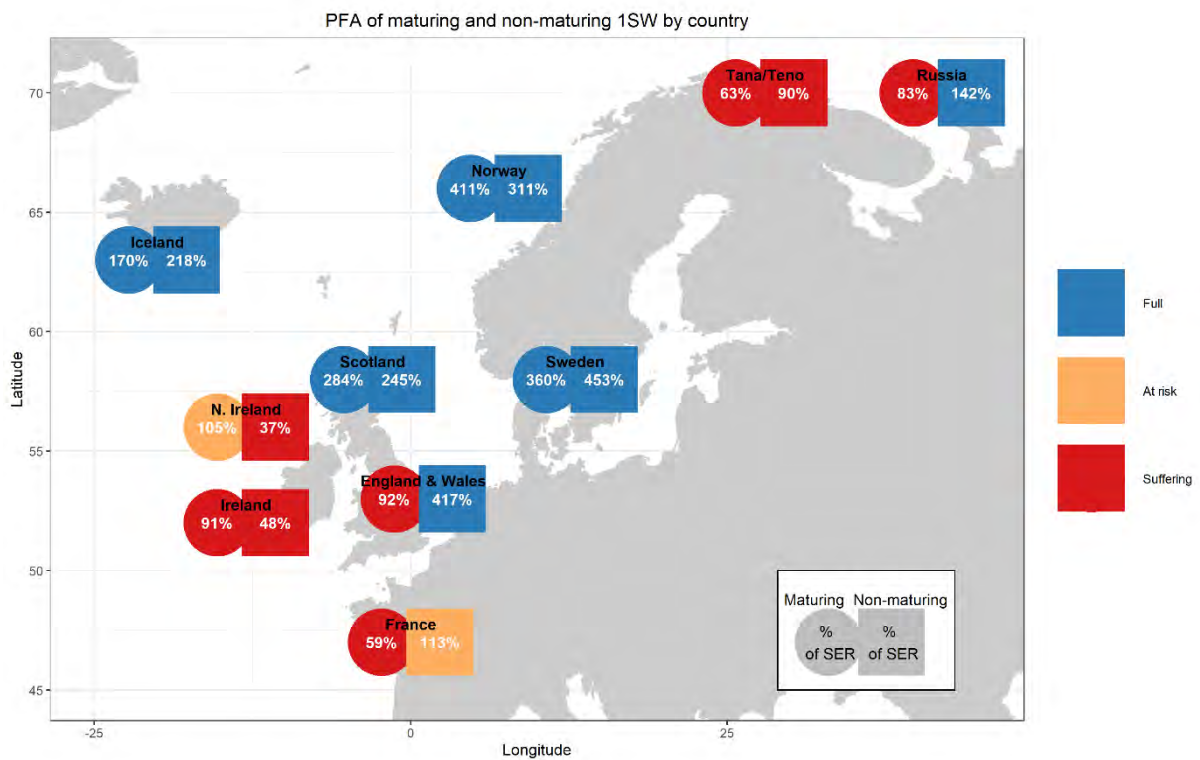 PFA of maturing and non-maturing 1SW by country
Tana/Teno
63% 90%
Russia
83% 142%
Norway
411% 311%
Iceland
170% 218%
Scotland
284% 245%
Sweden
360% 453%
N. Ireland
105% 37%
England & Wales
92% 417%
Ireland
91% 48%
France
59% 113%
70
65
60
55
50
45
Latitude
-25 0 25
Longitude
Maturing Non-maturing
% %
of SER of SER
Full
At risk
Suffering